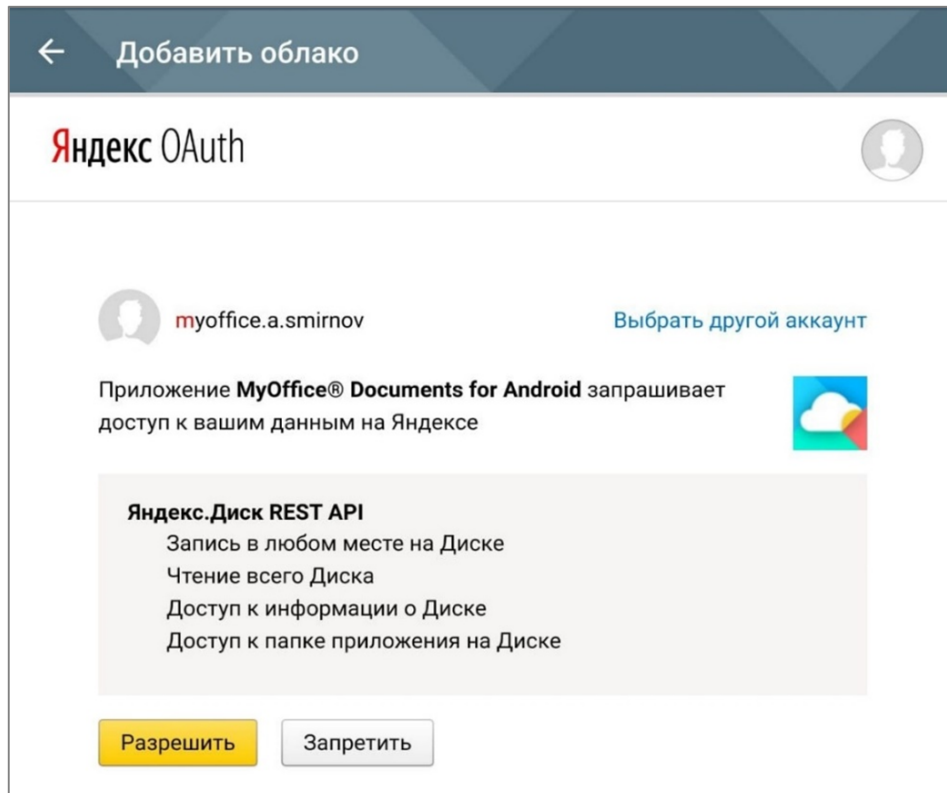 Добавить облако
Яндекс OAuth
myoffice.a.smirnov
Выбрать другой аккаунт
Приложение MyOffice® Documents for Android запрашивает
доступ к вашим данным на Яндексе
Яндекс.Диск REST API
Запись в любом месте на Диске
Чтение всего Диска
Доступ к информации о Диске
Доступ к папке приложения на Диске
Разрешить
Запретить